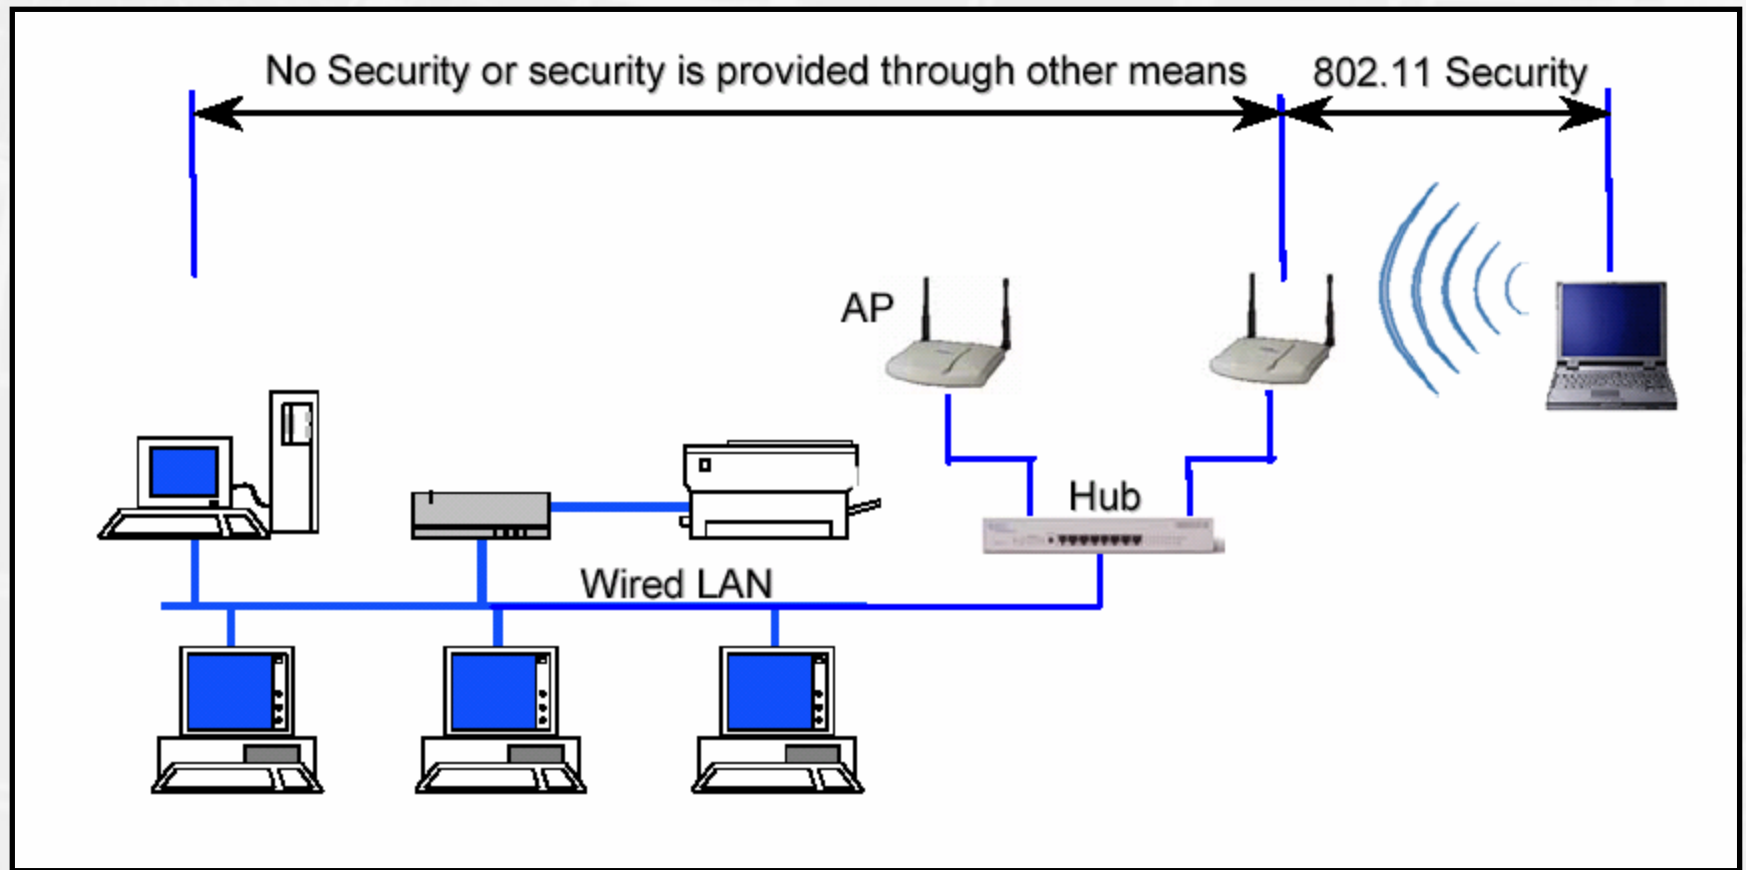 No Security or security is provided through other means
802.11 Security
AP
Hub
Wired LAN